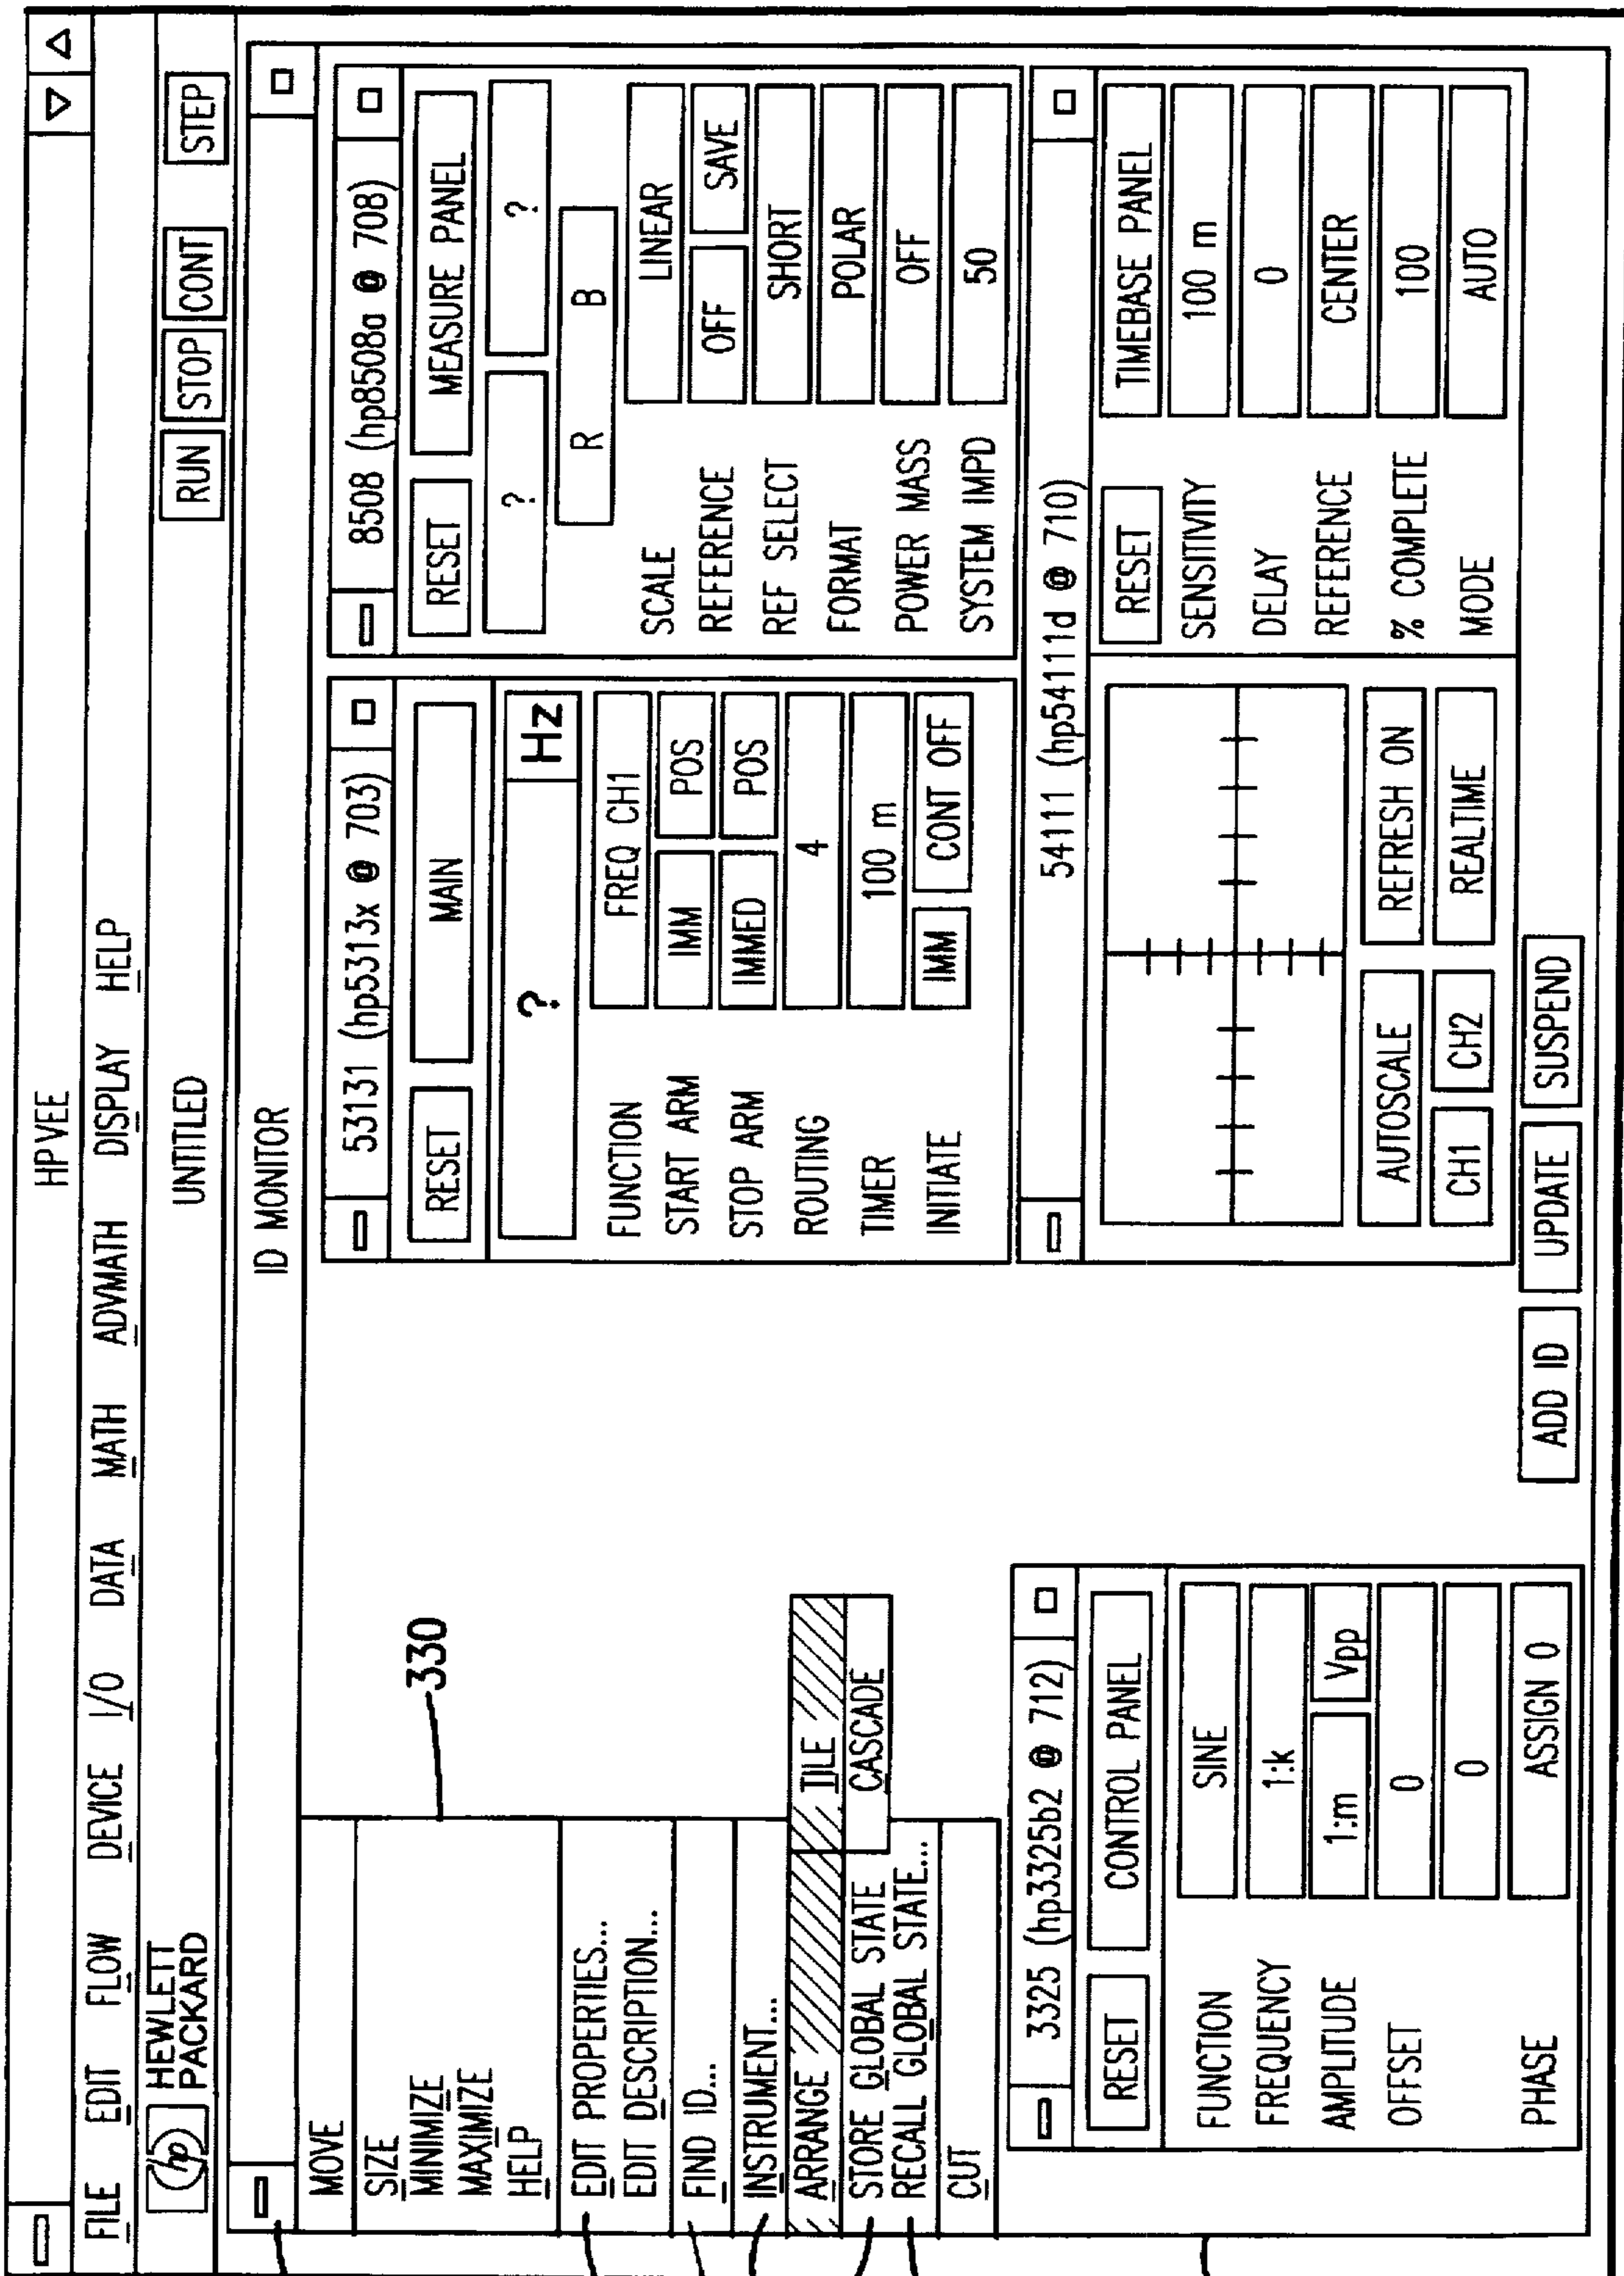 HP VEE
FILE EDIT FLOW DEVICE I/O DATA MATH ADVMATH DISPLAY HELP
hp HEWLETT
PACKARD
UNTITLED
RUN STOP CONT STEP
ID MONITOR
MOVE
SIZE
MINIMIZE
MAXIMIZE
HELP
330
EDIT PROPERTIES...
EDIT DESCRIPTION...
FIND ID...
INSTRUMENT...
ARRANGE TILE
CASCADE
STORE GLOBAL STATE
RECALL GLOBAL STATE...
CUT
53131 (hp5313x @ 703)
RESET MAIN
? Hz
FUNCTION FREQ CH1
START ARM IMM POS
STOP ARM IMMED POS
ROUTING 4
TIMER 100 m
INITIATE IMM CONT OFF
8508 (hp8508a @ 708)
RESET MEASURE PANEL
? ?
R B
SCALE LINEAR
REFERENCE OFF SAVE
REF SELECT SHORT
FORMAT POLAR
POWER MASS OFF
SYSTEM IMPD 50
3325 (hp3325b2 @ 712)
RESET CONTROL PANEL
FUNCTION SINE
FREQUENCY 1:k
AMPLITUDE 1:m Vpp
OFFSET 0
0
PHASE ASSIGN 0
54111 (hp54111d @ 710)
AUTOSCALE REFRESH ON
CH1 CH2 REALTIME
RESET TIMEBASE PANEL
SENSITIVITY 100 m
DELAY 0
REFERENCE CENTER
% COMPLETE 100
MODE AUTO
ADD ID UPDATE SUSPEND